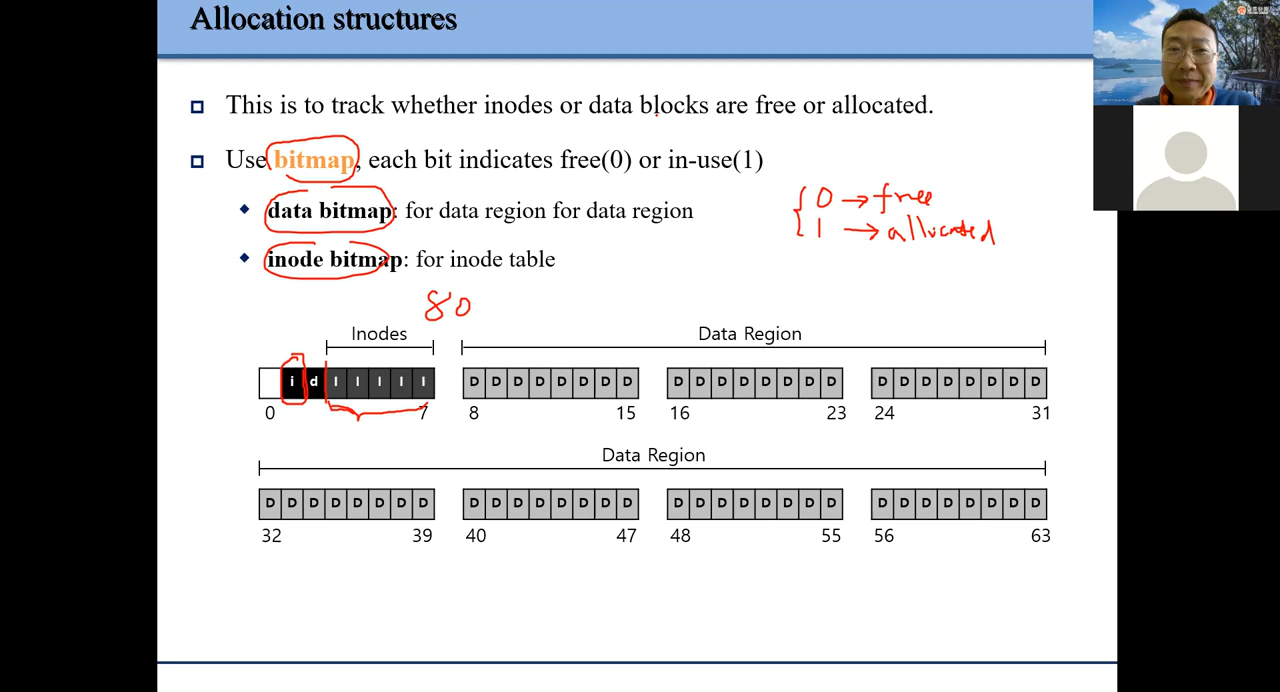 Allocation structures
This is to track whether inodes or data blocks are free or allocated.
Use bitmap, each bit indicates free(0) or in-use(1)
data bitmap: for data region for data region
0 → free
1 → allocated
inode bitmap: for inode table
80
Inodes Data Region
i d I I I I I D D D D D D D D D D D D D D D D D D D D D D D D
0 7 8 15 16 23 24 31
Data Region
D D D D D D D D D D D D D D D D D D D D D D D D D D D D D D D D
32 39 40 47 48 55 56 63